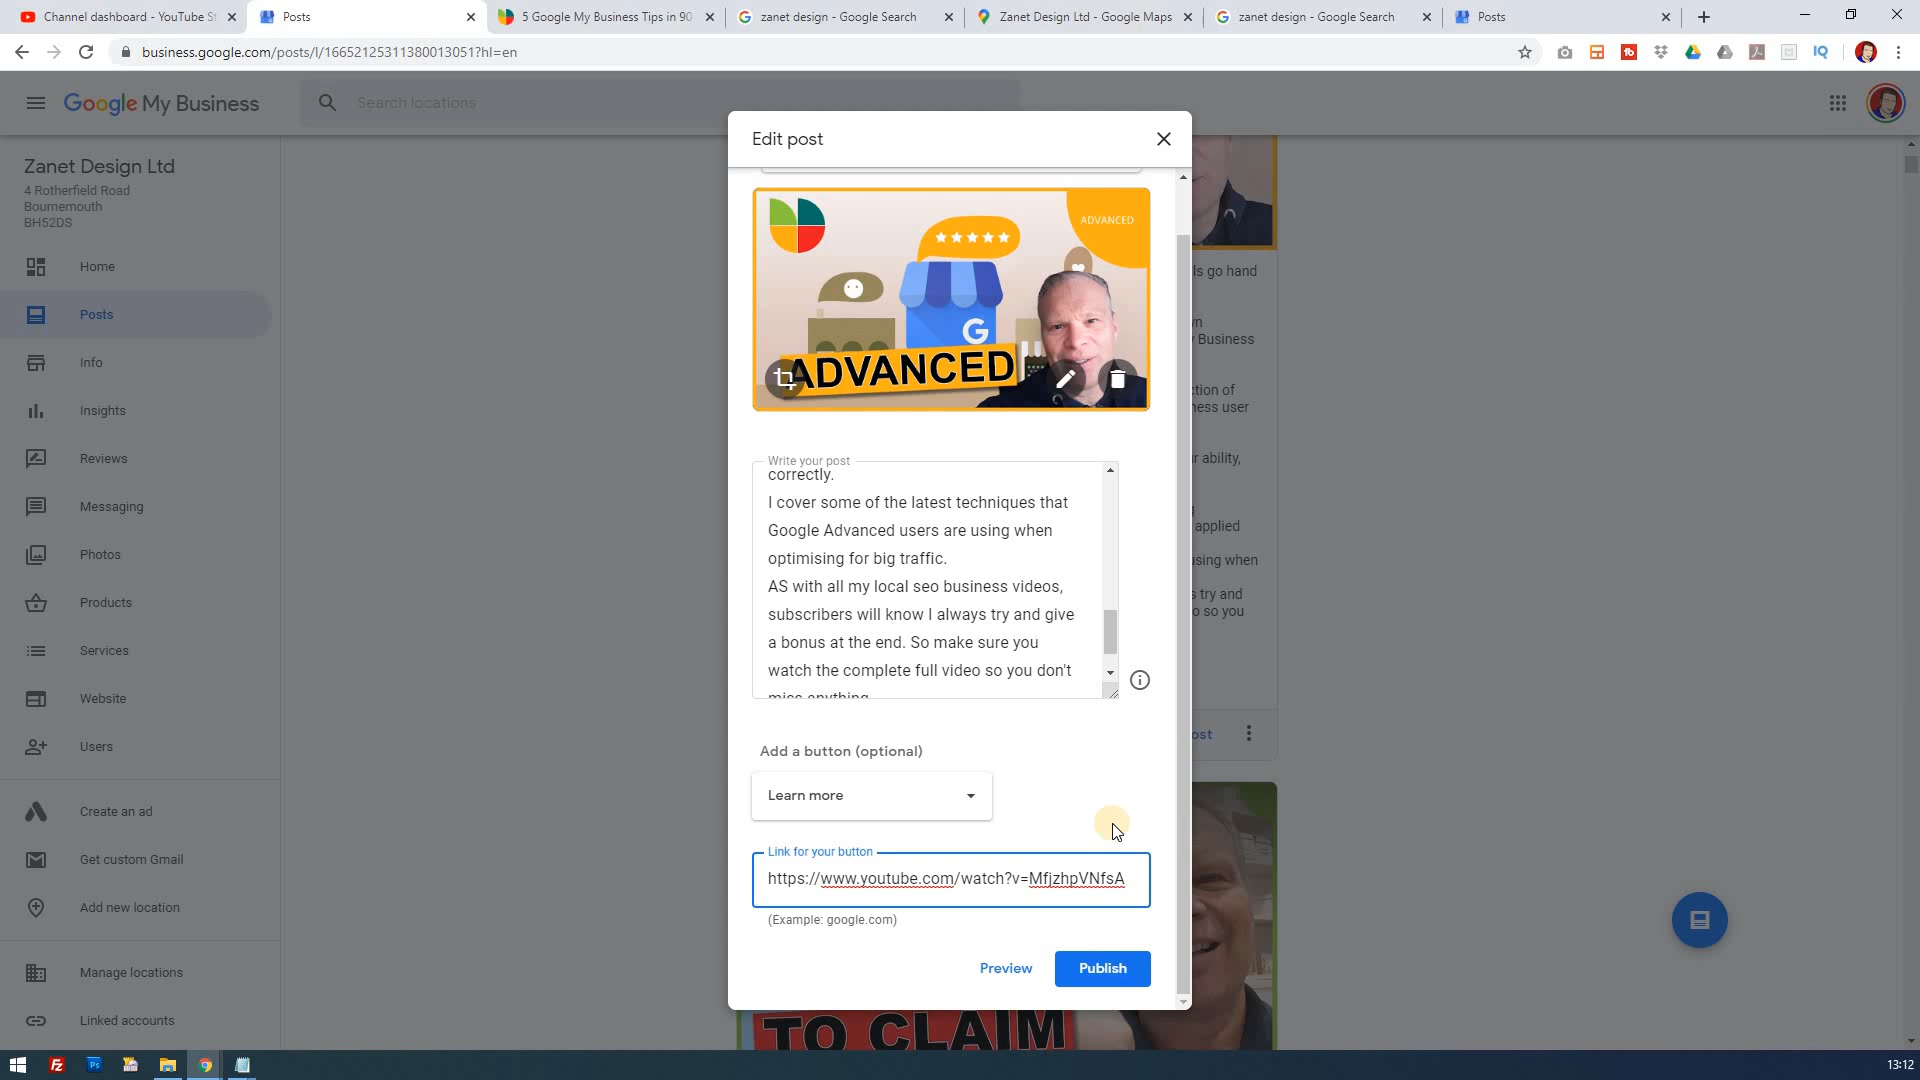 Channel dashboard - YouTube St
Posts
5 Google My Business Tips in 90
zanet design - Google Search
Zanet Design Ltd - Google Maps
zanet design - Google Search
Posts
business.google.com/posts/l/16652125311380013051?hl=en
Google My Business
Search locations
Zanet Design Ltd
4 Rotherfield Road
Bournemouth
BH52DS
Home
Posts
Info
Insights
Reviews
Messaging
Photos
Products
Services
Website
Users
Create an ad
Get custom Gmail
Add new location
Manage locations
Linked accounts
Edit post
ADVANCED
ADVANCED
Write your post
correctly.
I cover some of the latest techniques that
Google Advanced users are using when
optimising for big traffic.
AS with all my local seo business videos,
subscribers will know I always try and give
a bonus at the end. So make sure you
watch the complete full video so you don't
miss anything
Add a button (optional)
Learn more
Link for your button
https://www.youtube.com/watch?v=MfjzhpVNfsA
(Example: google.com)
Preview
Publish
ls go hand
Business
ction of
ness user
r ability,
applied
using when
s try and
o so you
ost
TO CLAIM
13:12